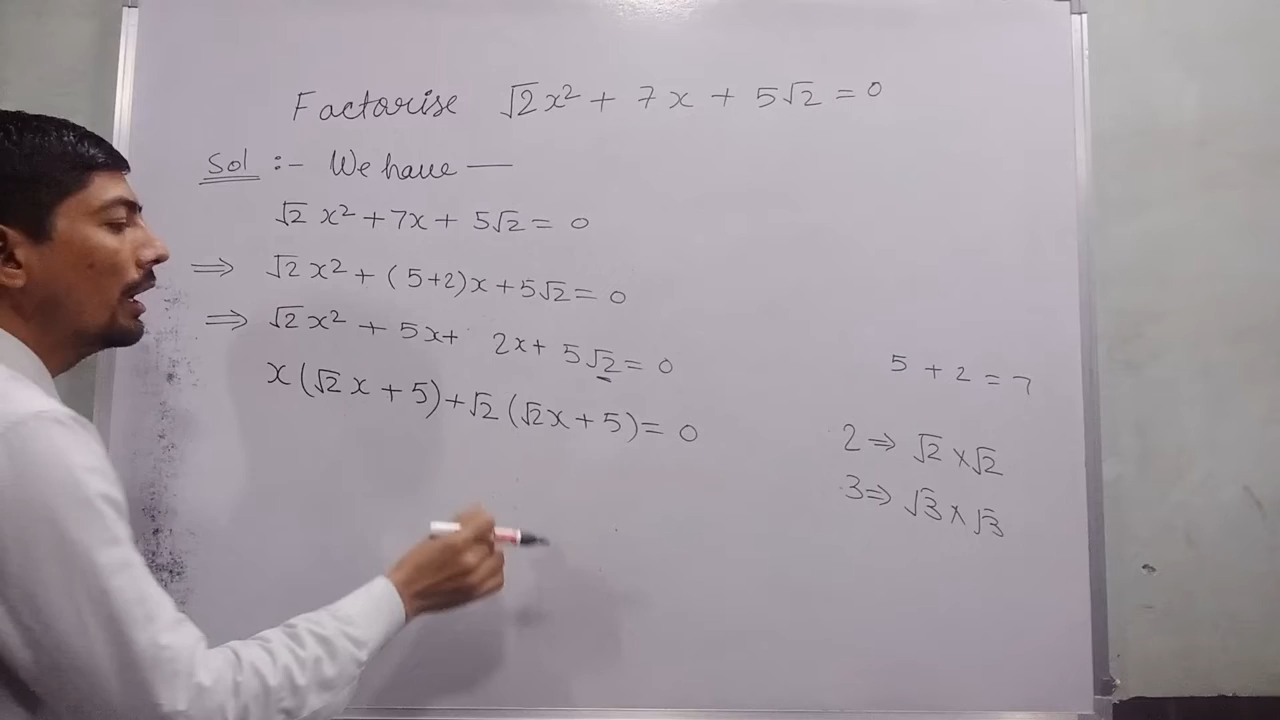 Factorise √2x² + 7x + 5√2 = 0
Sol :- We have —
√2 x² + 7x + 5√2 = 0
⇒ √2 x² + (5+2)x + 5√2 = 0
⇒ √2 x² + 5x + 2x + 5√2 = 0
x(√2 x + 5) + √2 (√2x + 5) = 0
5 + 2 = 7
2 ⇒ √2 × √2
3 ⇒ √3 × √3